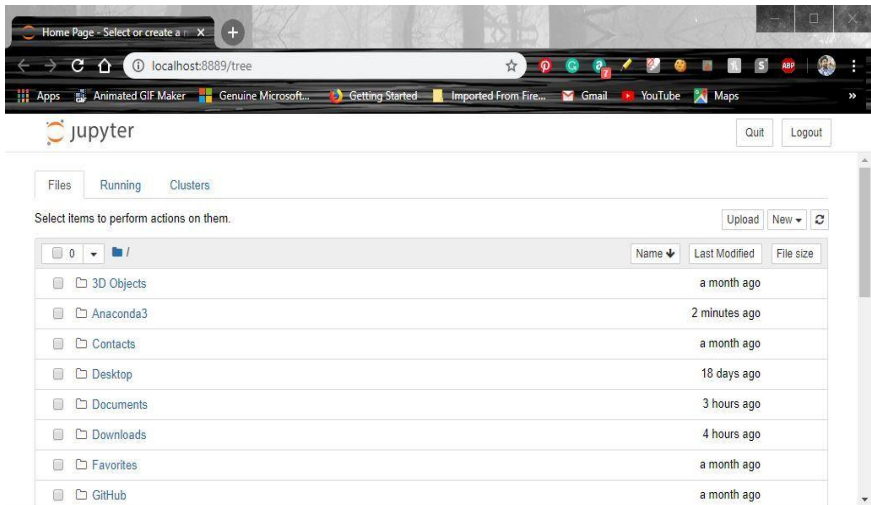 Home Page - Select or create a n
localhost:8889/tree
Apps Animated GIF Maker Genuine Microsoft... Getting Started Imported From Fire... Gmail YouTube Maps »
jupyter Quit Logout
Files Running Clusters
Select items to perform actions on them.
Upload New
0 / Name Last Modified File size
3D Objects a month ago
Anaconda3 2 minutes ago
Contacts a month ago
Desktop 18 days ago
Documents 3 hours ago
Downloads 4 hours ago
Favorites a month ago
GitHub a month ago